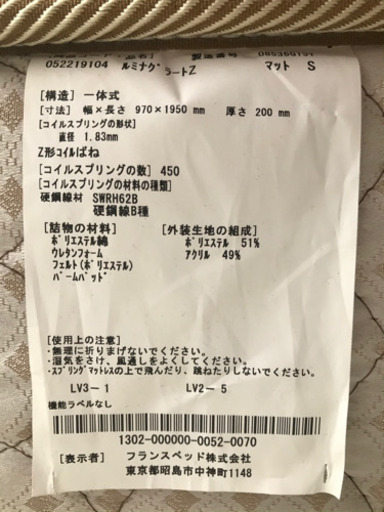 製造番号
052219104 ルミナグラートZ マット S
[構造] 一体式
[寸法] 幅×長さ 970×1950 mm 厚さ 200 mm
[コイルスプリングの形状]
直径 1.83mm
Z形コイルばね
[コイルスプリングの数] 450
[コイルスプリングの材料の種類]
硬鋼線材 SWRH62B
硬鋼線B種
[詰物の材料] [外装生地の組成]
ポリエステル綿 ポリエステル 51%
ウレタンフォーム アクリル 49%
フェルト(ポリエステル)
パームパッド
[使用上の注意]
・無理に折りまげないでください。
・湿気をさけ、風通しをよくしてください。
・スプリングマットレスの上で飛んだり、跳ねたりしないでください。
LV3-1 LV2-5
機能ラベルなし
1302-000000-0052-0070
[表示者] フランスベッド株式会社
東京都昭島市中神町1148